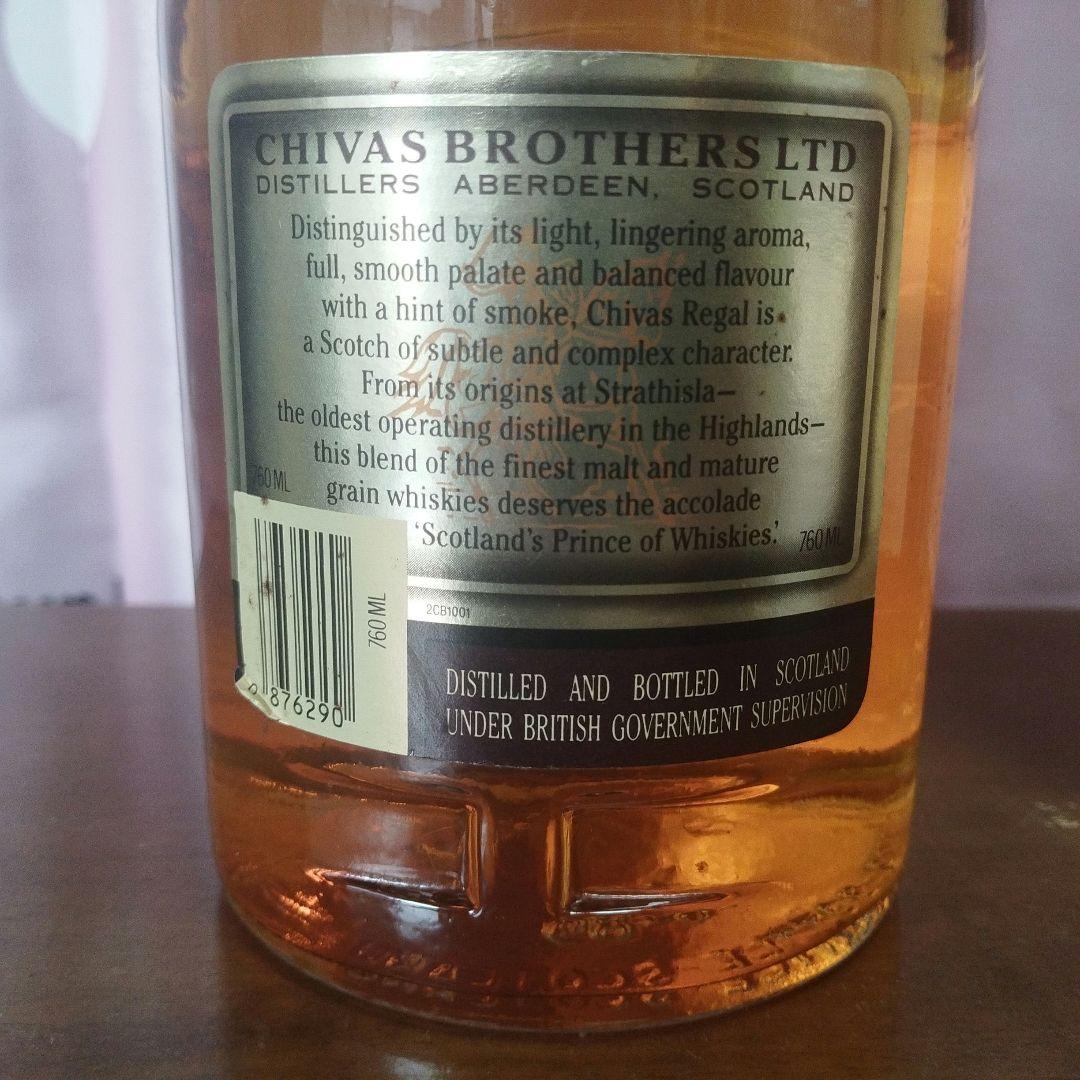 CHIVAS BROTHERS LTD
DISTILLERS ABERDEEN, SCOTLAND
Distinguished by its light, lingering aroma,
full, smooth palate and balanced flavour
with a hint of smoke, Chivas Regal is
a Scotch of subtle and complex character.
From its origins at Strathisla—
the oldest operating distillery in the Highlands—
this blend of the finest malt and mature
grain whiskies deserves the accolade
'Scotland's Prince of Whiskies.'
760 ML
760 ML
760 ML
0 876290
2CB1001
DISTILLED AND BOTTLED IN SCOTLAND
UNDER BRITISH GOVERNMENT SUPERVISION